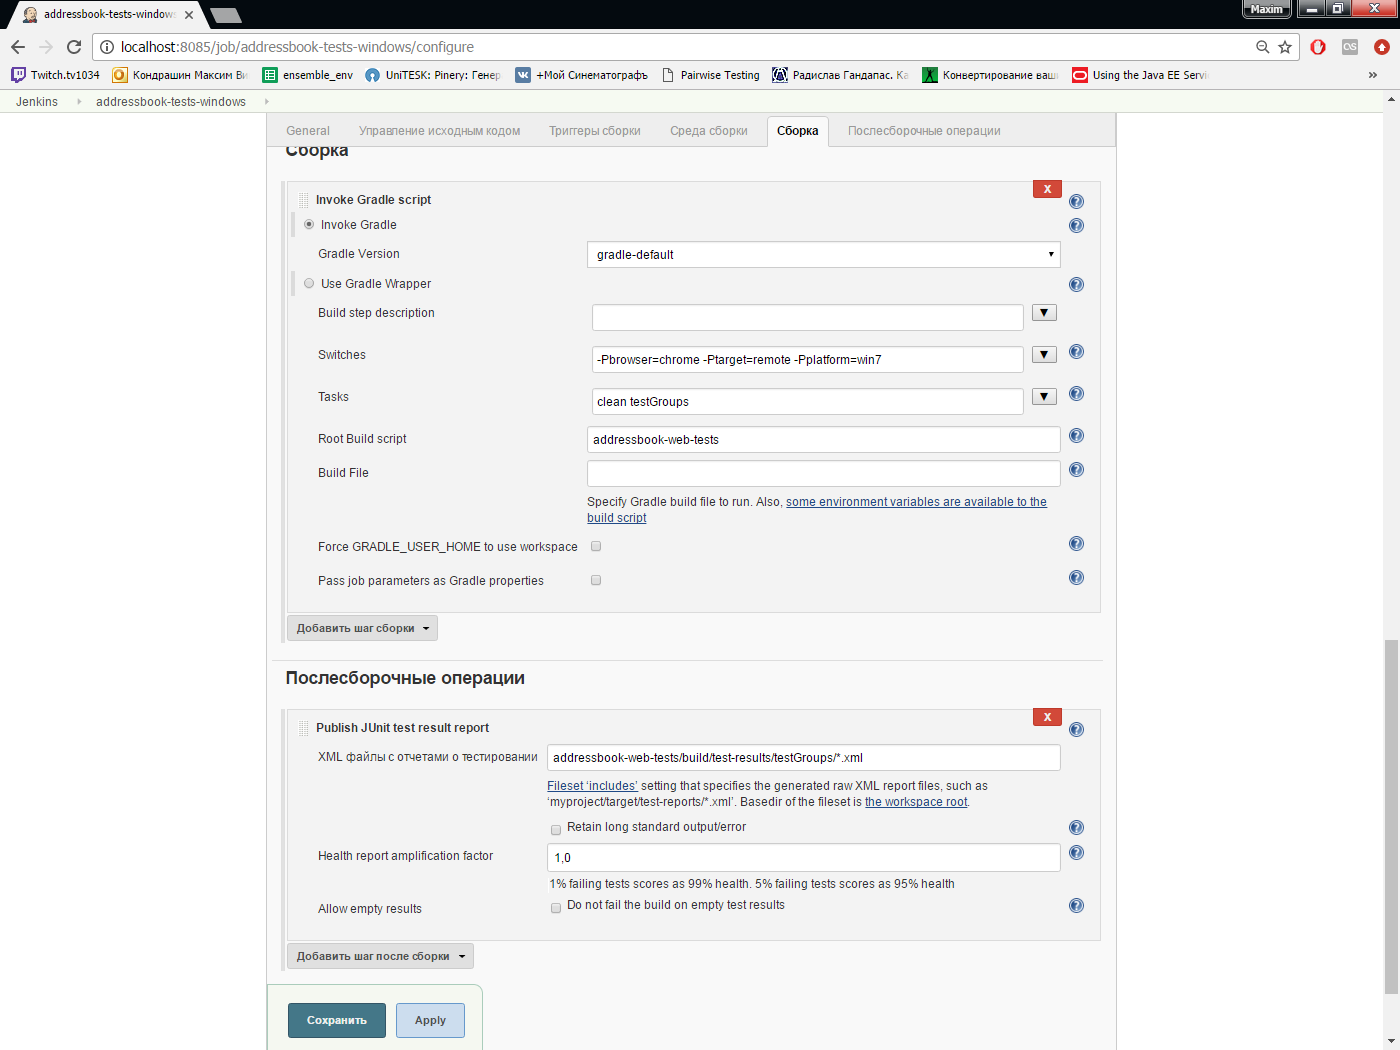 Maxim
addressbook-tests-windows
localhost:8085/job/addressbook-tests-windows/configure
Twitch.tv1034
Кондрашин Максим Ви
ensemble_env
UniTESK: Pinery: Генер
+Мой Синематографъ
Pairwise Testing
Радислав Гандапас. Ка
Конвертирование ваши
Using the Java EE Servi
»
Jenkins
addressbook-tests-windows
General
Управление исходным кодом
Триггеры сборки
Среда сборки
Сборка
Послесборочные операции
Сборка
X
Invoke Gradle script
Invoke Gradle
Gradle Version
gradle-default
Use Gradle Wrapper
Build step description
Switches
-Pbrowser=chrome -Ptarget=remote -Pplatform=win7
Tasks
clean testGroups
Root Build script
addressbook-web-tests
Build File
Specify Gradle build file to run. Also, some environment variables are available to the
build script
Force GRADLE_USER_HOME to use workspace
Pass job parameters as Gradle properties
Добавить шаг сборки
Послесборочные операции
X
Publish JUnit test result report
XML файлы с отчетами о тестировании
addressbook-web-tests/build/test-results/testGroups/*.xml
Fileset ‘includes’ setting that specifies the generated raw XML report files, such as
‘myproject/target/test-reports/*.xml’. Basedir of the fileset is the workspace root.
Retain long standard output/error
Health report amplification factor
1,0
1% failing tests scores as 99% health. 5% failing tests scores as 95% health
Allow empty results
Do not fail the build on empty test results
Добавить шаг после сборки
Сохранить
Apply